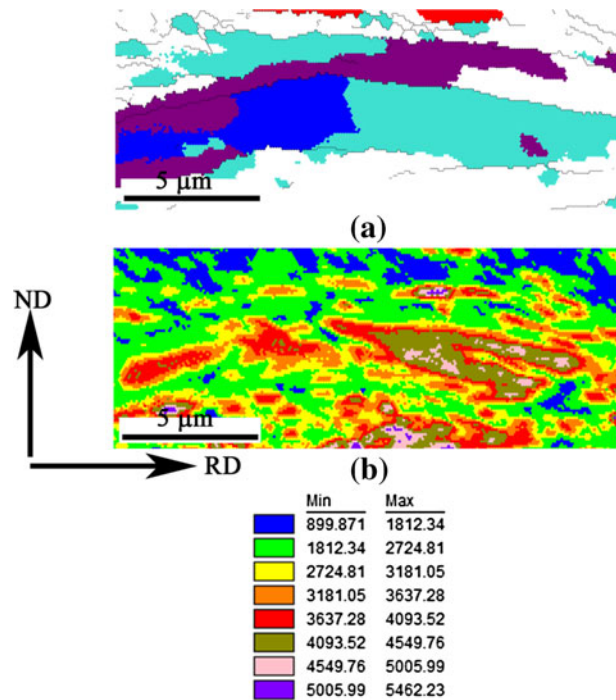 5 µm
(a)
ND
5 µm
RD
(b)
Min Max
899.871 1812.34
1812.34 2724.81
2724.81 3181.05
3181.05 3637.28
3637.28 4093.52
4093.52 4549.76
4549.76 5005.99
5005.99 5462.23